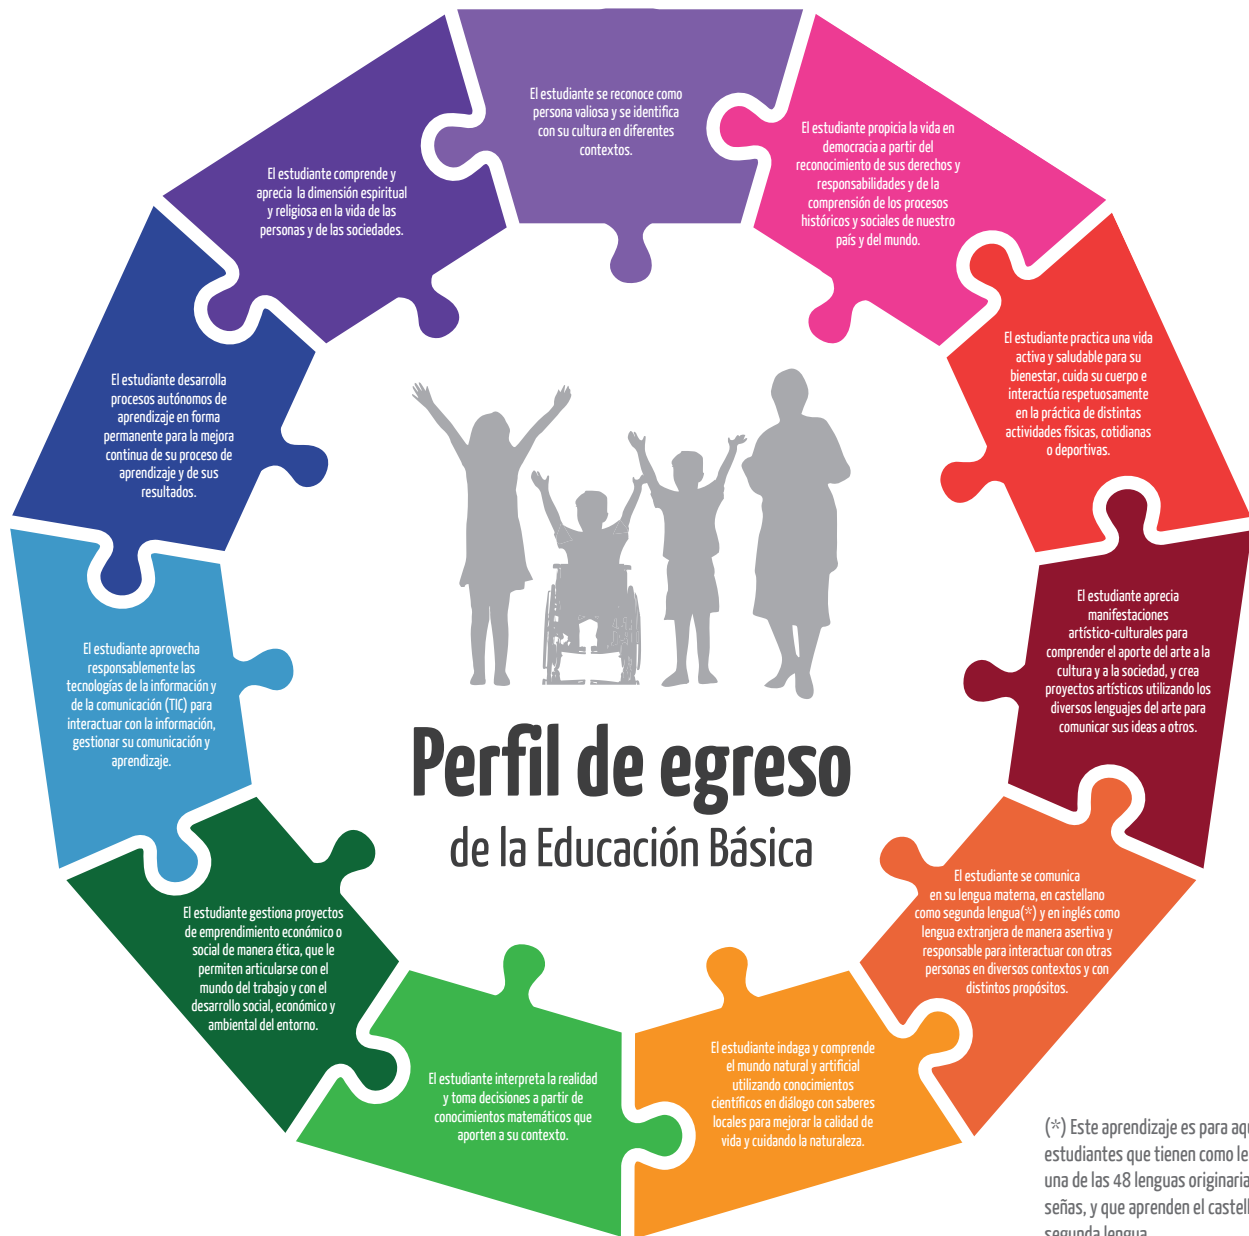 El estudiante se reconoce como
persona valiosa y se identifica
con su cultura en diferentes
contextos.
El estudiante propicia la vida en
democracia a partir del
reconocimiento de sus derechos y
responsabilidades y de la
comprensión de los procesos
históricos y sociales de nuestro
país y del mundo.
El estudiante practica una vida
activa y saludable para su
bienestar, cuida su cuerpo e
interactúa respetuosamente
en la práctica de distintas
actividades físicas, cotidianas
o deportivas.
El estudiante aprecia
manifestaciones
artístico-culturales para
comprender el aporte del arte a la
cultura y a la sociedad, y crea
proyectos artísticos utilizando los
diversos lenguajes del arte para
comunicar sus ideas a otros.
El estudiante se comunica
en su lengua materna, en castellano
como segunda lengua(*) y en inglés como
lengua extranjera de manera asertiva y
responsable para interactuar con otras
personas en diversos contextos y con
distintos propósitos.
El estudiante indaga y comprende
el mundo natural y artificial
utilizando conocimientos
científicos en diálogo con saberes
locales para mejorar la calidad de
vida y cuidando la naturaleza.
El estudiante interpreta la realidad
y toma decisiones a partir de
conocimientos matemáticos que
aporten a su contexto.
El estudiante gestiona proyectos
de emprendimiento económico o
social de manera ética, que le
permiten articularse con el
mundo del trabajo y con el
desarrollo social, económico y
ambiental del entorno.
El estudiante aprovecha
responsablemente las
tecnologías de la información y
de la comunicación (TIC) para
interactuar con la información,
gestionar su comunicación y
aprendizaje.
El estudiante desarrolla
procesos autónomos de
aprendizaje en forma
permanente para la mejora
continua de su proceso de
aprendizaje y de sus
resultados.
El estudiante comprende y
aprecia la dimensión espiritual
y religiosa en la vida de las
personas y de las sociedades.
Perfil de egreso
de la Educación Básica
(*) Este aprendizaje es para
estudiantes que tienen como
una de las 48 lenguas
señas, y que aprenden el
segunda lengua